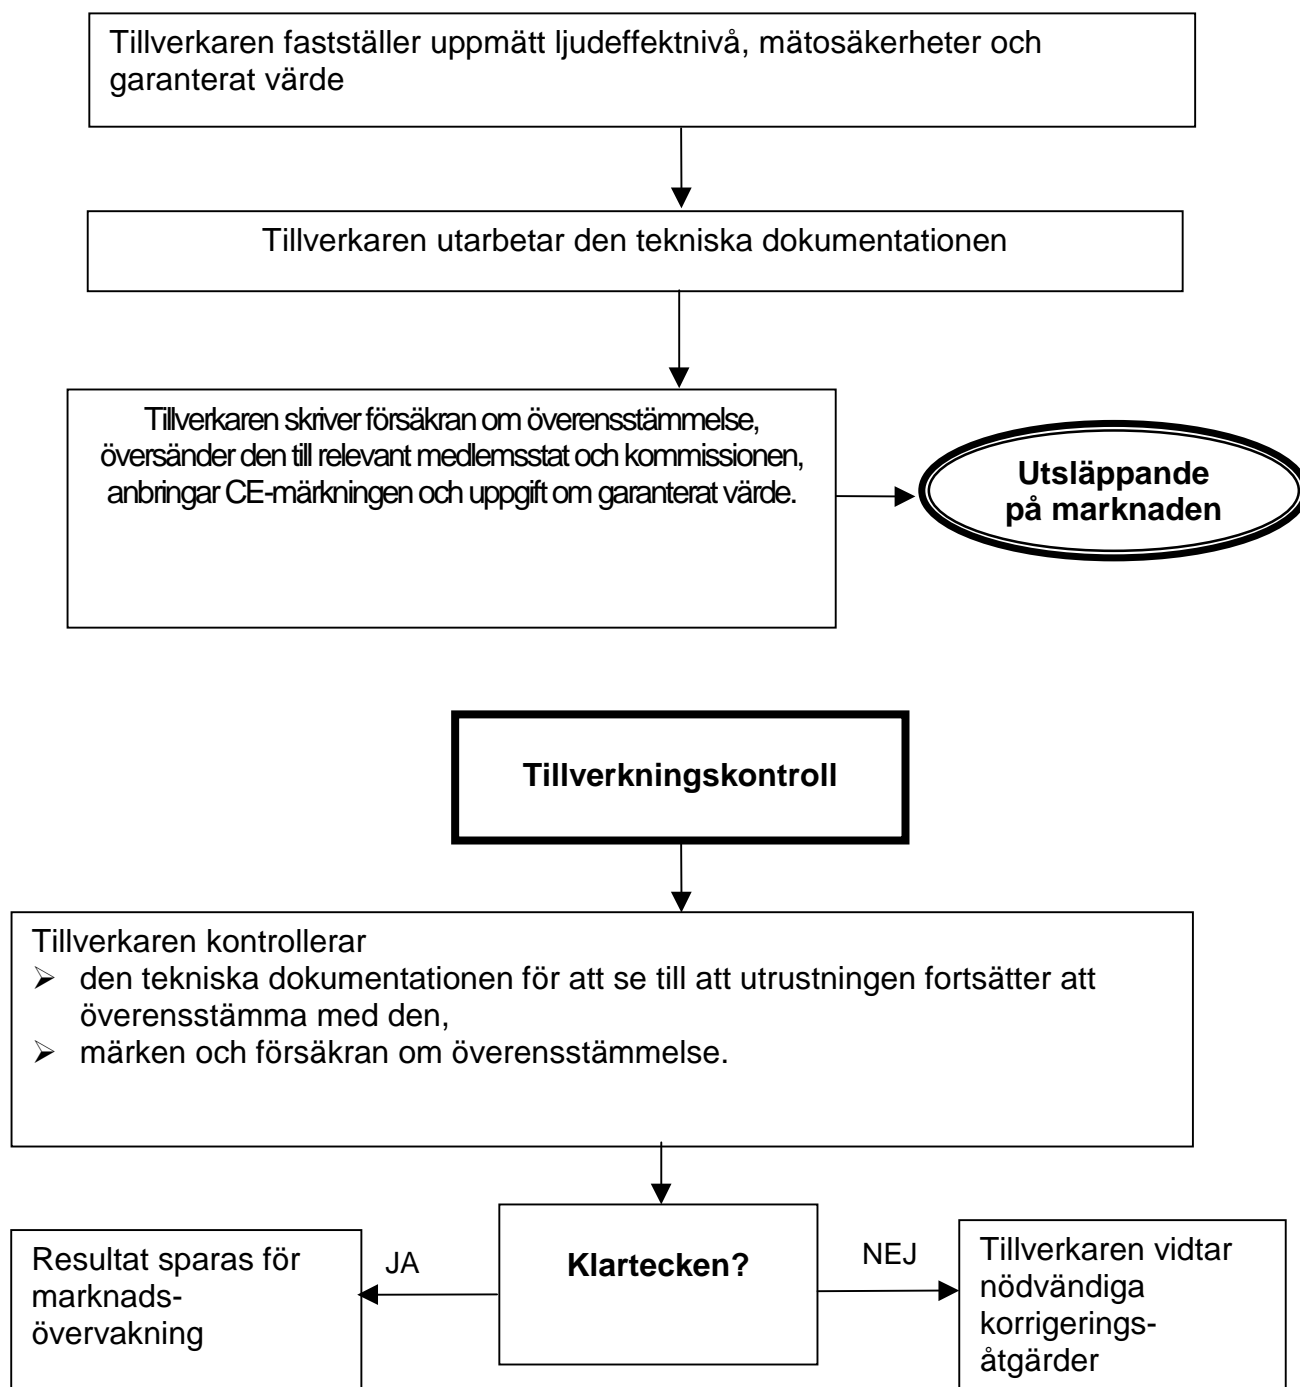 Tillverkaren fastställer uppmätt ljudeffektnivå, mätosäkerheter och
garanterat värde
Tillverkaren utarbetar den tekniska dokumentationen
Tillverkaren skriver försäkran om överensstämmelse,
översänder den till relevant medlemsstat och kommissionen,
anbringar CE-märkningen och uppgift om garanterat värde.
Utsläppande
på marknaden
Tillverkningskontroll
Tillverkaren kontrollerar
➢ den tekniska dokumentationen för att se till att utrustningen fortsätter att
överensstämma med den,
➢ märken och försäkran om överensstämmelse.
Resultat sparas för
marknads-
övervakning
JA
Klartecken?
NEJ
Tillverkaren vidtar
nödvändiga
korrigerings-
åtgärder